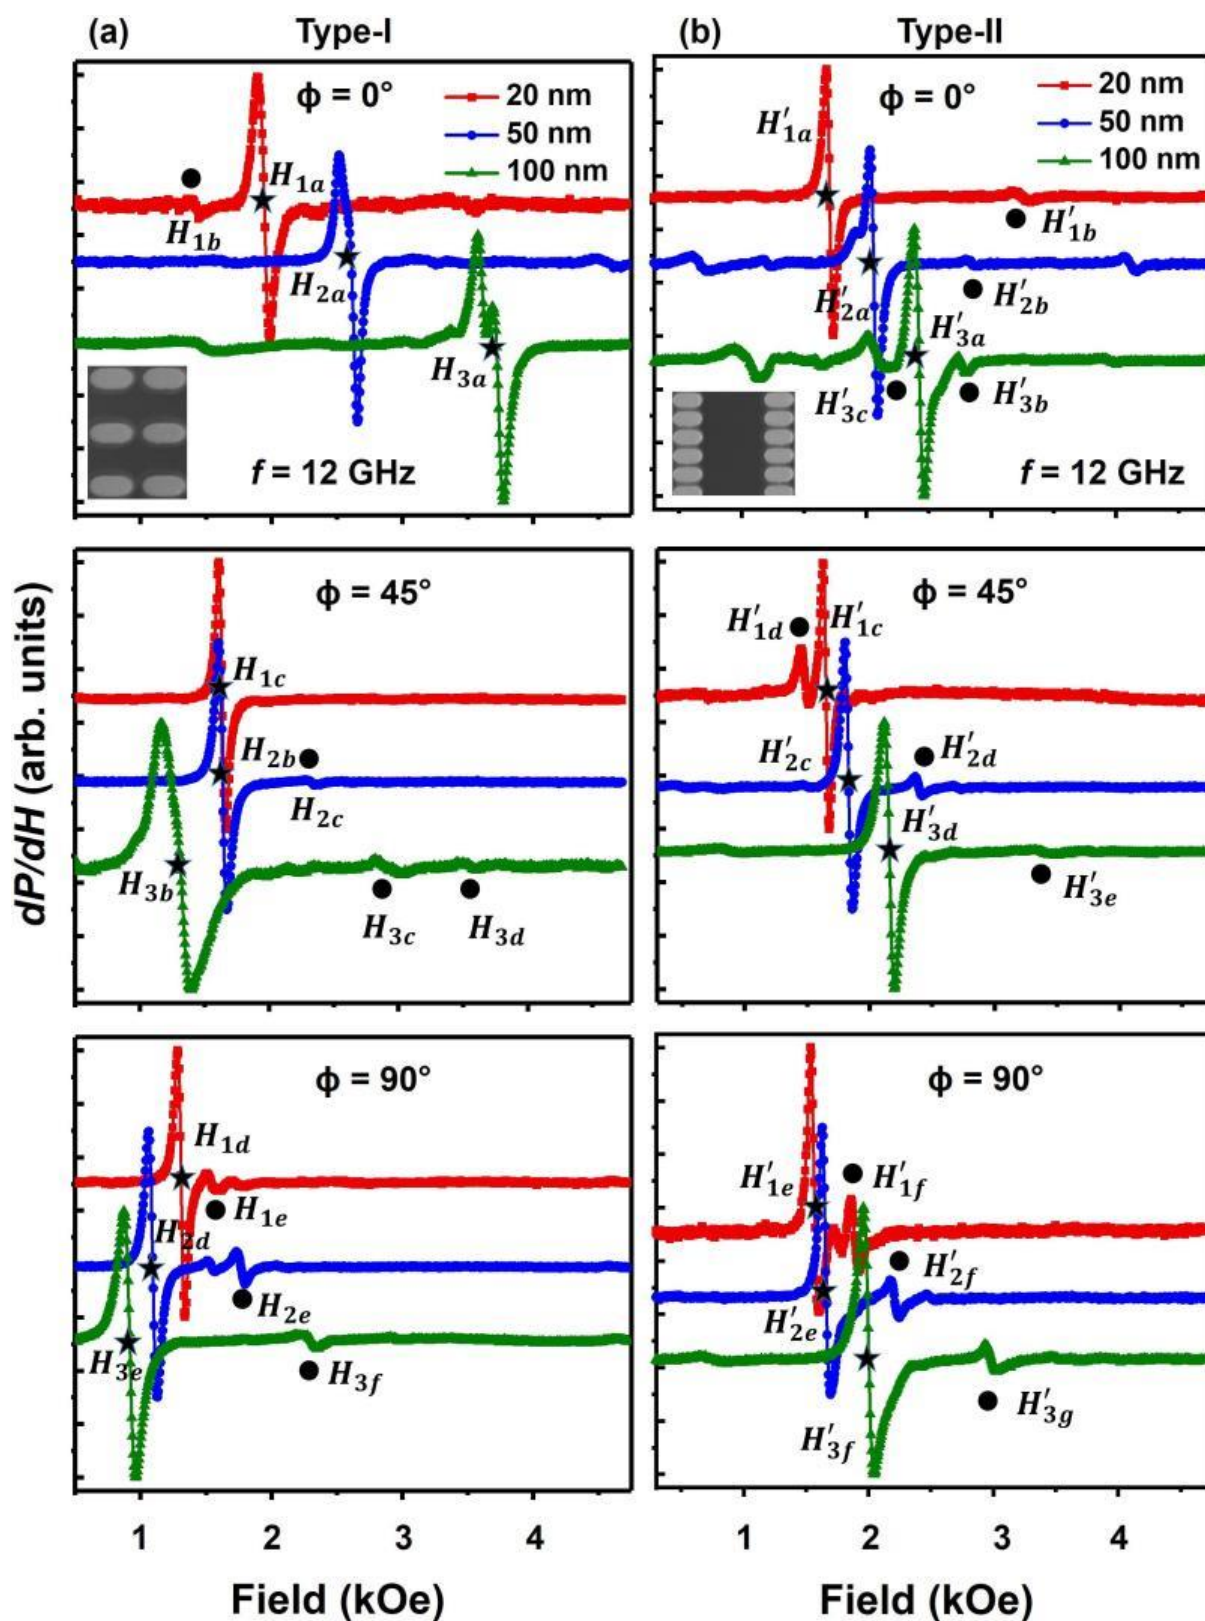 (a) Type-I
ϕ = 0°
20 nm
50 nm
100 nm
H1a
H1b
H2a
H3a
f = 12 GHz
(b) Type-II
ϕ = 0°
20 nm
50 nm
100 nm
H′1a
H′1b
H′2a
H′2b
H′3a
H′3c
H′3b
f = 12 GHz
dP/dH (arb. units)
ϕ = 45°
H1c
H2b
H2c
H3b
H3c
H3d
1 2 3 4
ϕ = 45°
H′1d
H′1c
H′2c
H′2d
H′3d
H′3e
ϕ = 90°
H1d
H1e
H2d
H2e
H3e
H3f
1 2 3 4
Field (kOe)
ϕ = 90°
H′1e
H′1f
H′2f
H′2e
H′3f
H′3g
1 2 3 4
Field (kOe)